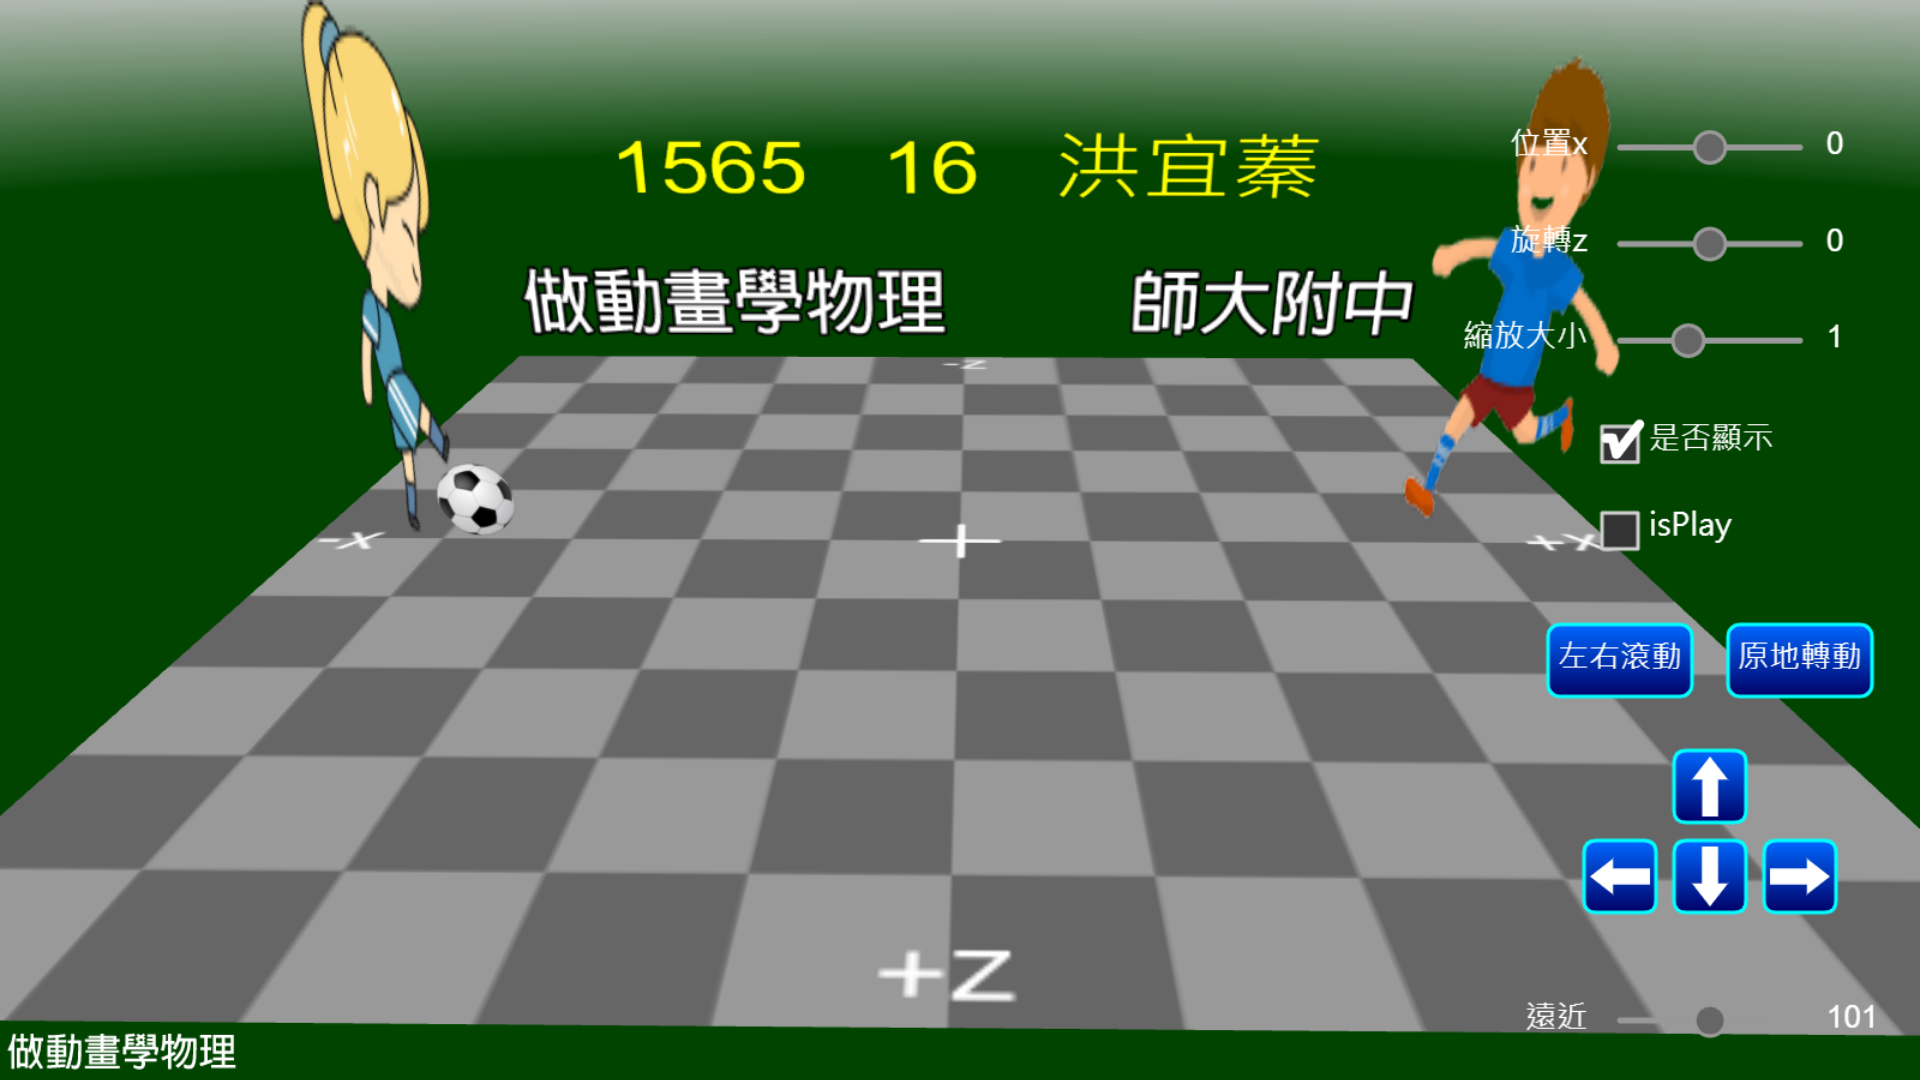 1565 16 洪宜蓁
位置x 0
旋轉z 0
做動畫學物理 師大附中
縮放大小 1
-z
是否顯示
isPlay
-x
+x
左右滾動 原地轉動
+z
遠近 101
做動畫學物理